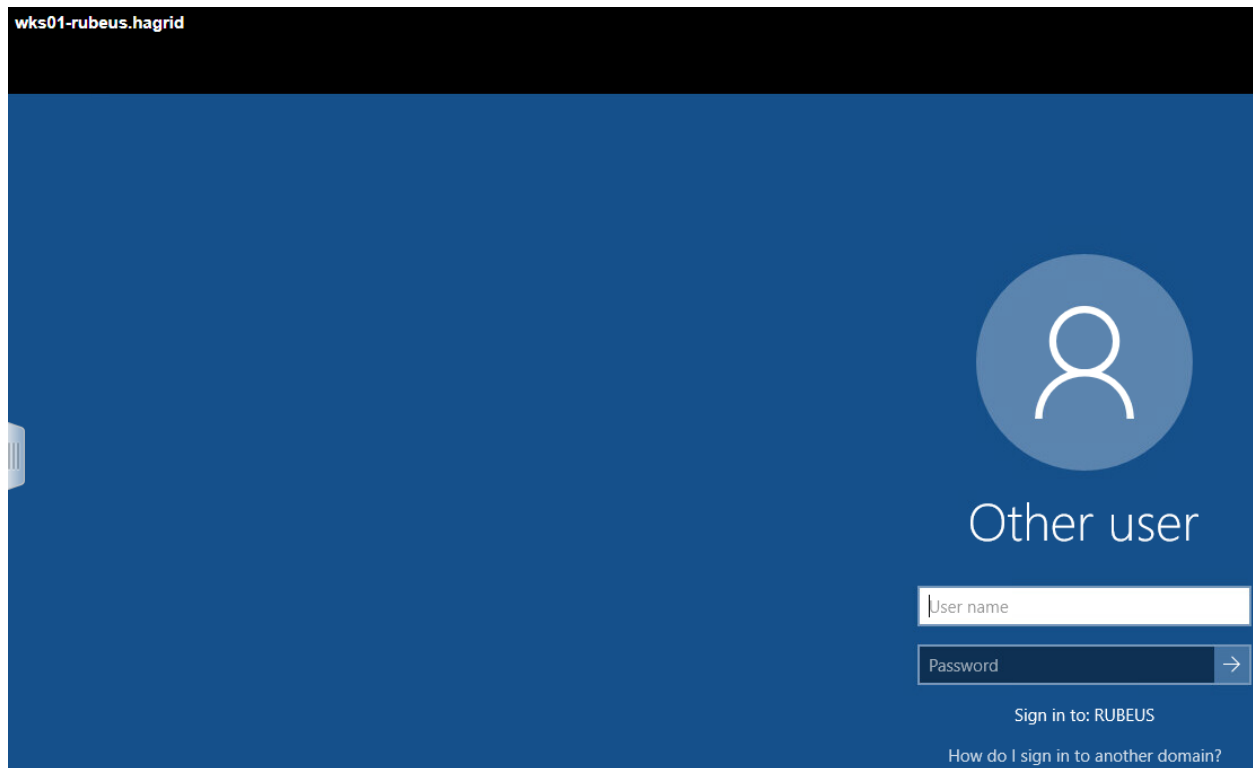 wks01-rubeus.hagrid
Other user
User name
Password
Sign in to: RUBEUS
How do I sign in to another domain?